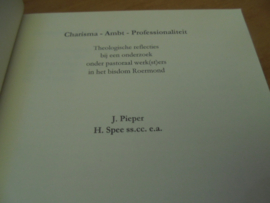 Charisma - Ambt - Professionaliteit
Theologische reflecties
bij een onderzoek
onder pastoraal werk(st)ers
in het bisdom Roermond
J. Pieper
H. Spee ss.cc. e.a.